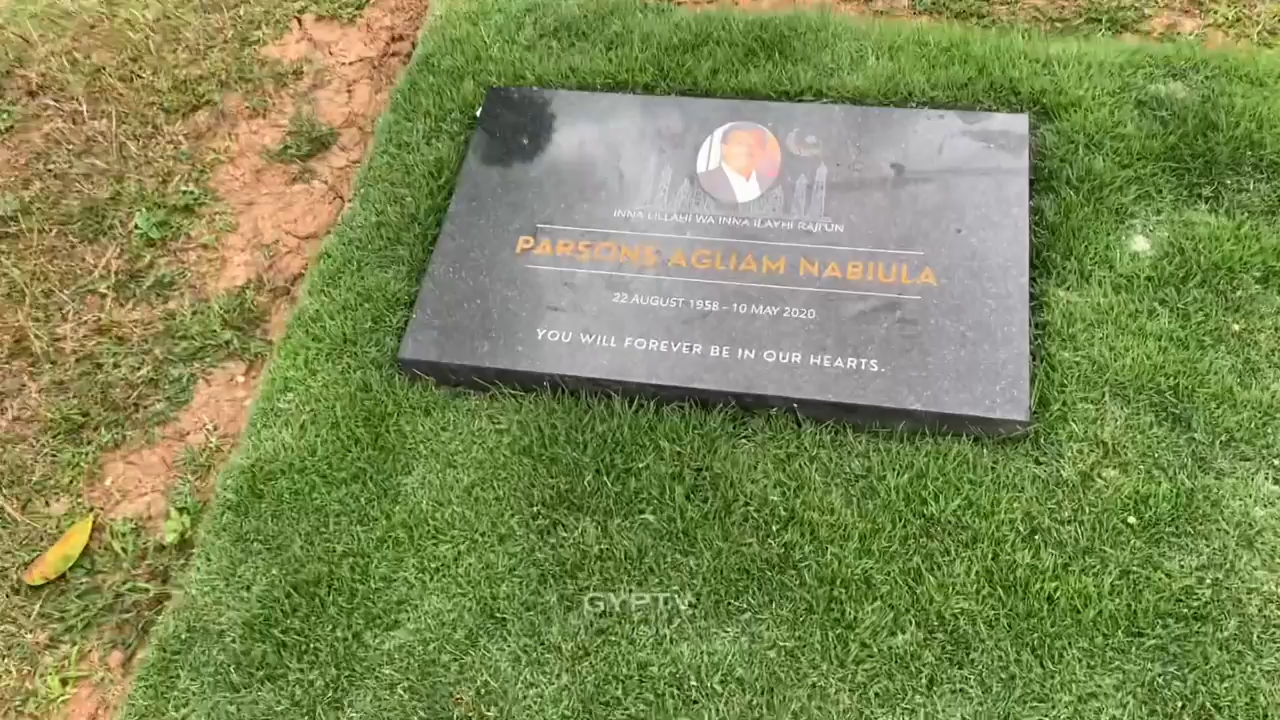 INNA LILLAHI WA INNA ILAYHI RAJI'UN
PARSONS AGLIAM NABIULA
22 AUGUST 1958 - 10 MAY 2020
YOU WILL FOREVER BE IN OUR HEARTS.
GYPTV